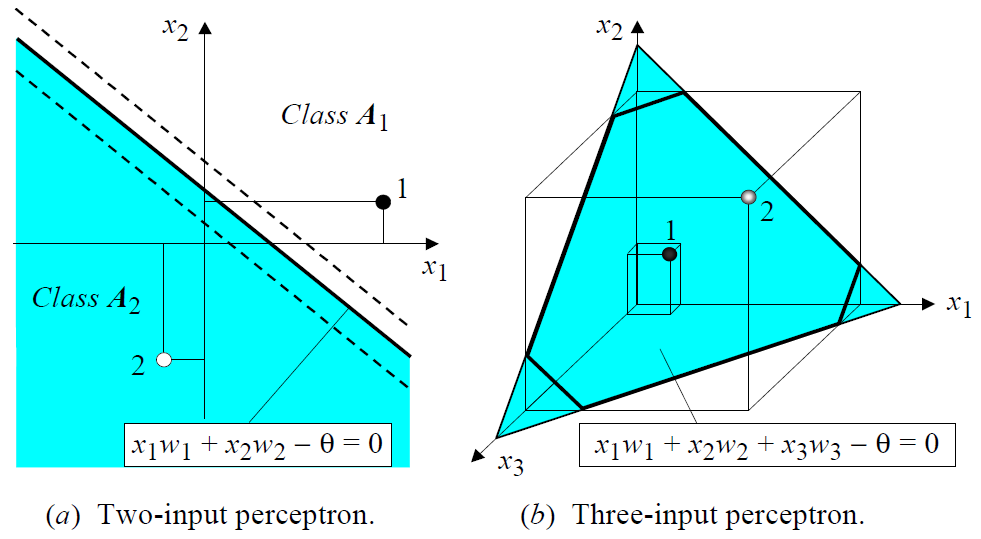 x₂
Class A₁
1
x₁
Class A₂
2
x₁w₁ + x₂w₂ − θ = 0
(a) Two-input perceptron.
x₂
1
2
x₁
x₃
x₁w₁ + x₂w₂ + x₃w₃ − θ = 0
(b) Three-input perceptron.